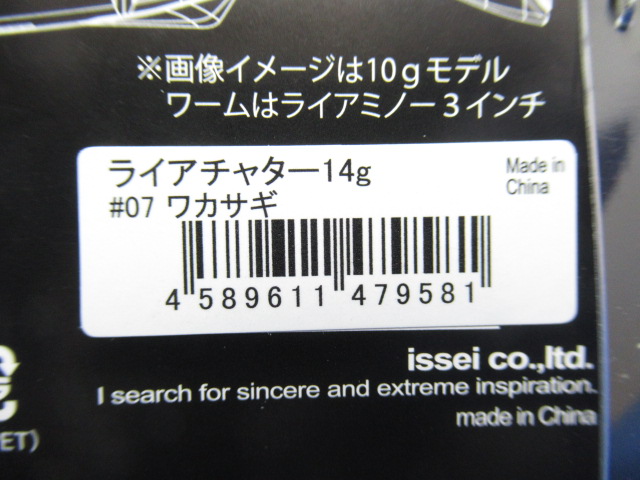 ※画像イメージは10gモデル
ワームはライアミノー3インチ
ライアチャター14g
Made in
China
#07 ワカサギ
4 589611 479581
issei co.,ltd.
I search for sincere and extreme inspiration.
made in China
ET)